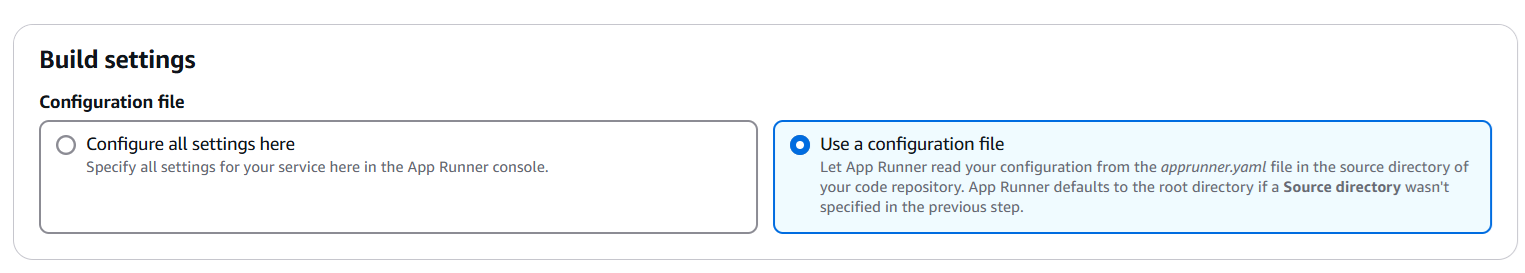 Build settings
Configuration file
Configure all settings here
Specify all settings for your service here in the App Runner console.
Use a configuration file
Let App Runner read your configuration from the apprunner.yaml file in the source directory of
your code repository. App Runner defaults to the root directory if a Source directory wasn't
specified in the previous step.